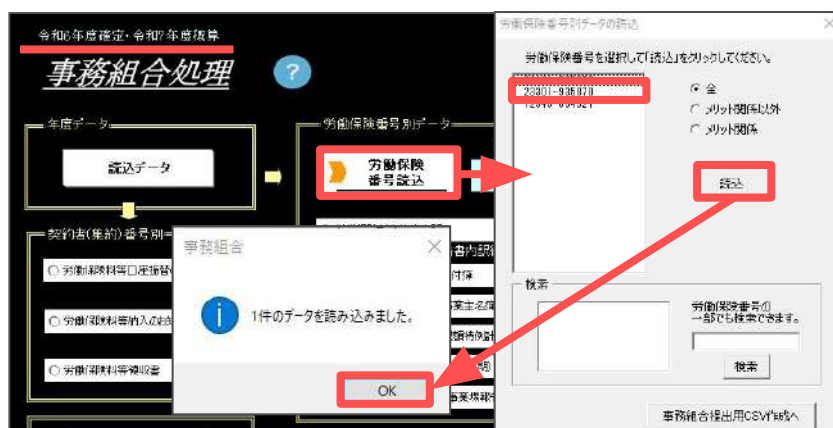 令和6年度確定・令和7年度概算
事務組合処理
?
年度データ
読込データ
契約者(集約)番号別
○ 労働保険料等口座振替
○ 労働保険料等納入のお
○ 労働保険料等領収書
労働保険番号別データ
労働保険
番号読込
事務組合
1件のデータを読み込みました。
OK
労働保険番号別データの読込
労働保険番号を選択して「読込」をクリックしてください。
23301-935870
全
メリット関係以外
メリット関係
読込
検索
労働保険番号の
一部でも検索できます。
検索
事務組合提出用CSV作成へ